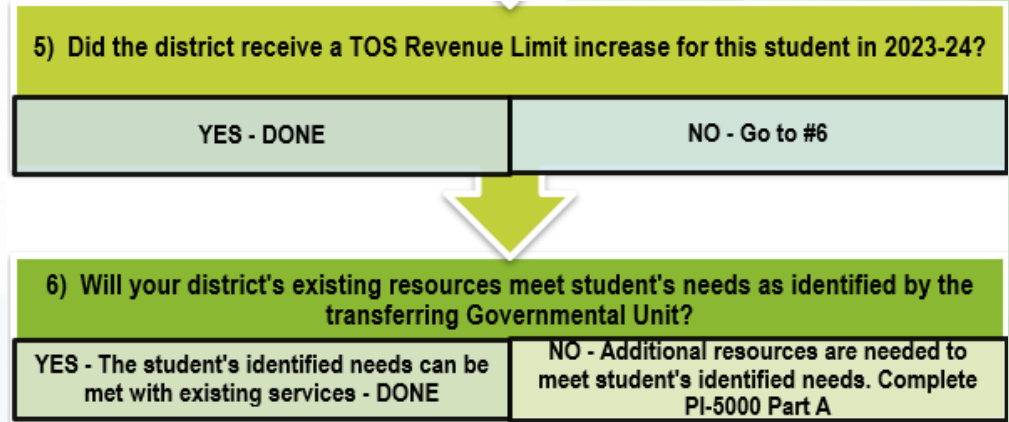 5)  Did the district receive a TOS Revenue Limit increase for this student in 2023-24?
YES - DONE
NO - Go to #6
6)  Will your district's existing resources meet student's needs as identified by the
transferring Governmental Unit?
YES - The student's identified needs can be
met with existing services - DONE
NO - Additional resources are needed to
meet student's identified needs. Complete
PI-5000 Part A